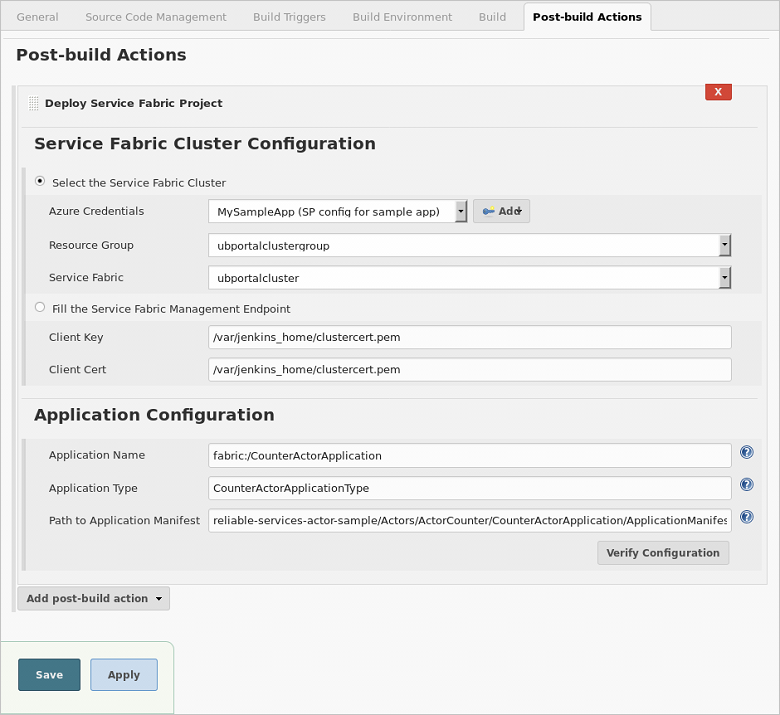 General Source Code Management Build Triggers Build Environment Build Post-build Actions
Post-build Actions
X
Deploy Service Fabric Project
Service Fabric Cluster Configuration
Select the Service Fabric Cluster
Azure Credentials MySampleApp (SP config for sample app) Add
Resource Group ubportalclustergroup
Service Fabric ubportalcluster
Fill the Service Fabric Management Endpoint
Client Key /var/jenkins_home/clustercert.pem
Client Cert /var/jenkins_home/clustercert.pem
Application Configuration
Application Name fabric:/CounterActorApplication ?
Application Type CounterActorApplicationType ?
Path to Application Manifest reliable-services-actor-sample/Actors/ActorCounter/CounterActorApplication/ApplicationManifes ?
Verify Configuration
Add post-build action
Save Apply